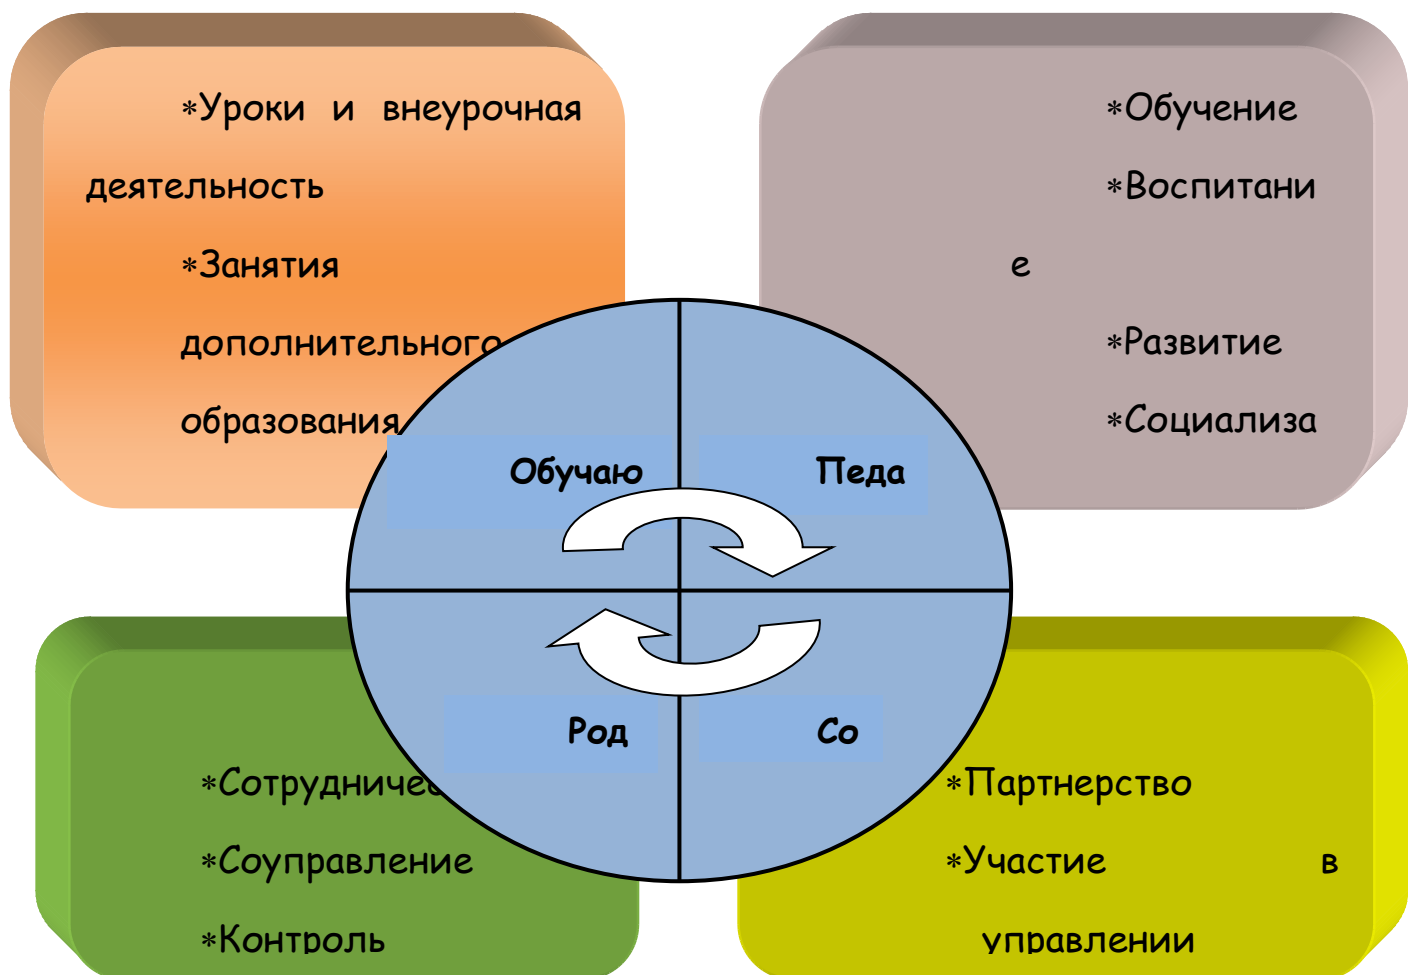 *Уроки и внеурочная
деятельность
*Занятия
дополнительного
образования
*Обучение
*Воспитани
е
*Развитие
*Социализа
Обучаю
Педа
Род
Со
*Сотрудничес
*Соуправление
*Контроль
*Партнерство
*Участие в
управлении